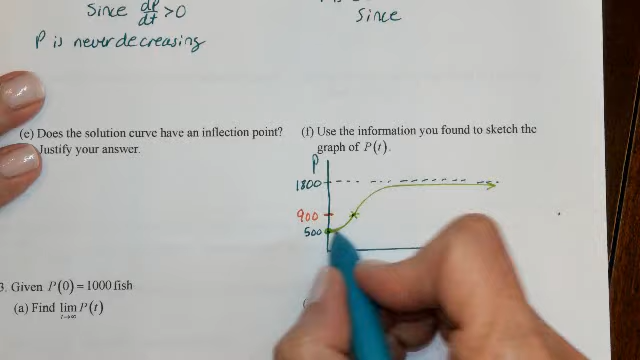 Since dP/dt > 0
Since
P is never decreasing
(e) Does the solution curve have an inflection point?
Justify your answer.
(f) Use the information you found to sketch the
graph of P(t).
P
1800
900
500
3. Given P(0) = 1000 fish
(a) Find lim t→∞ P(t)